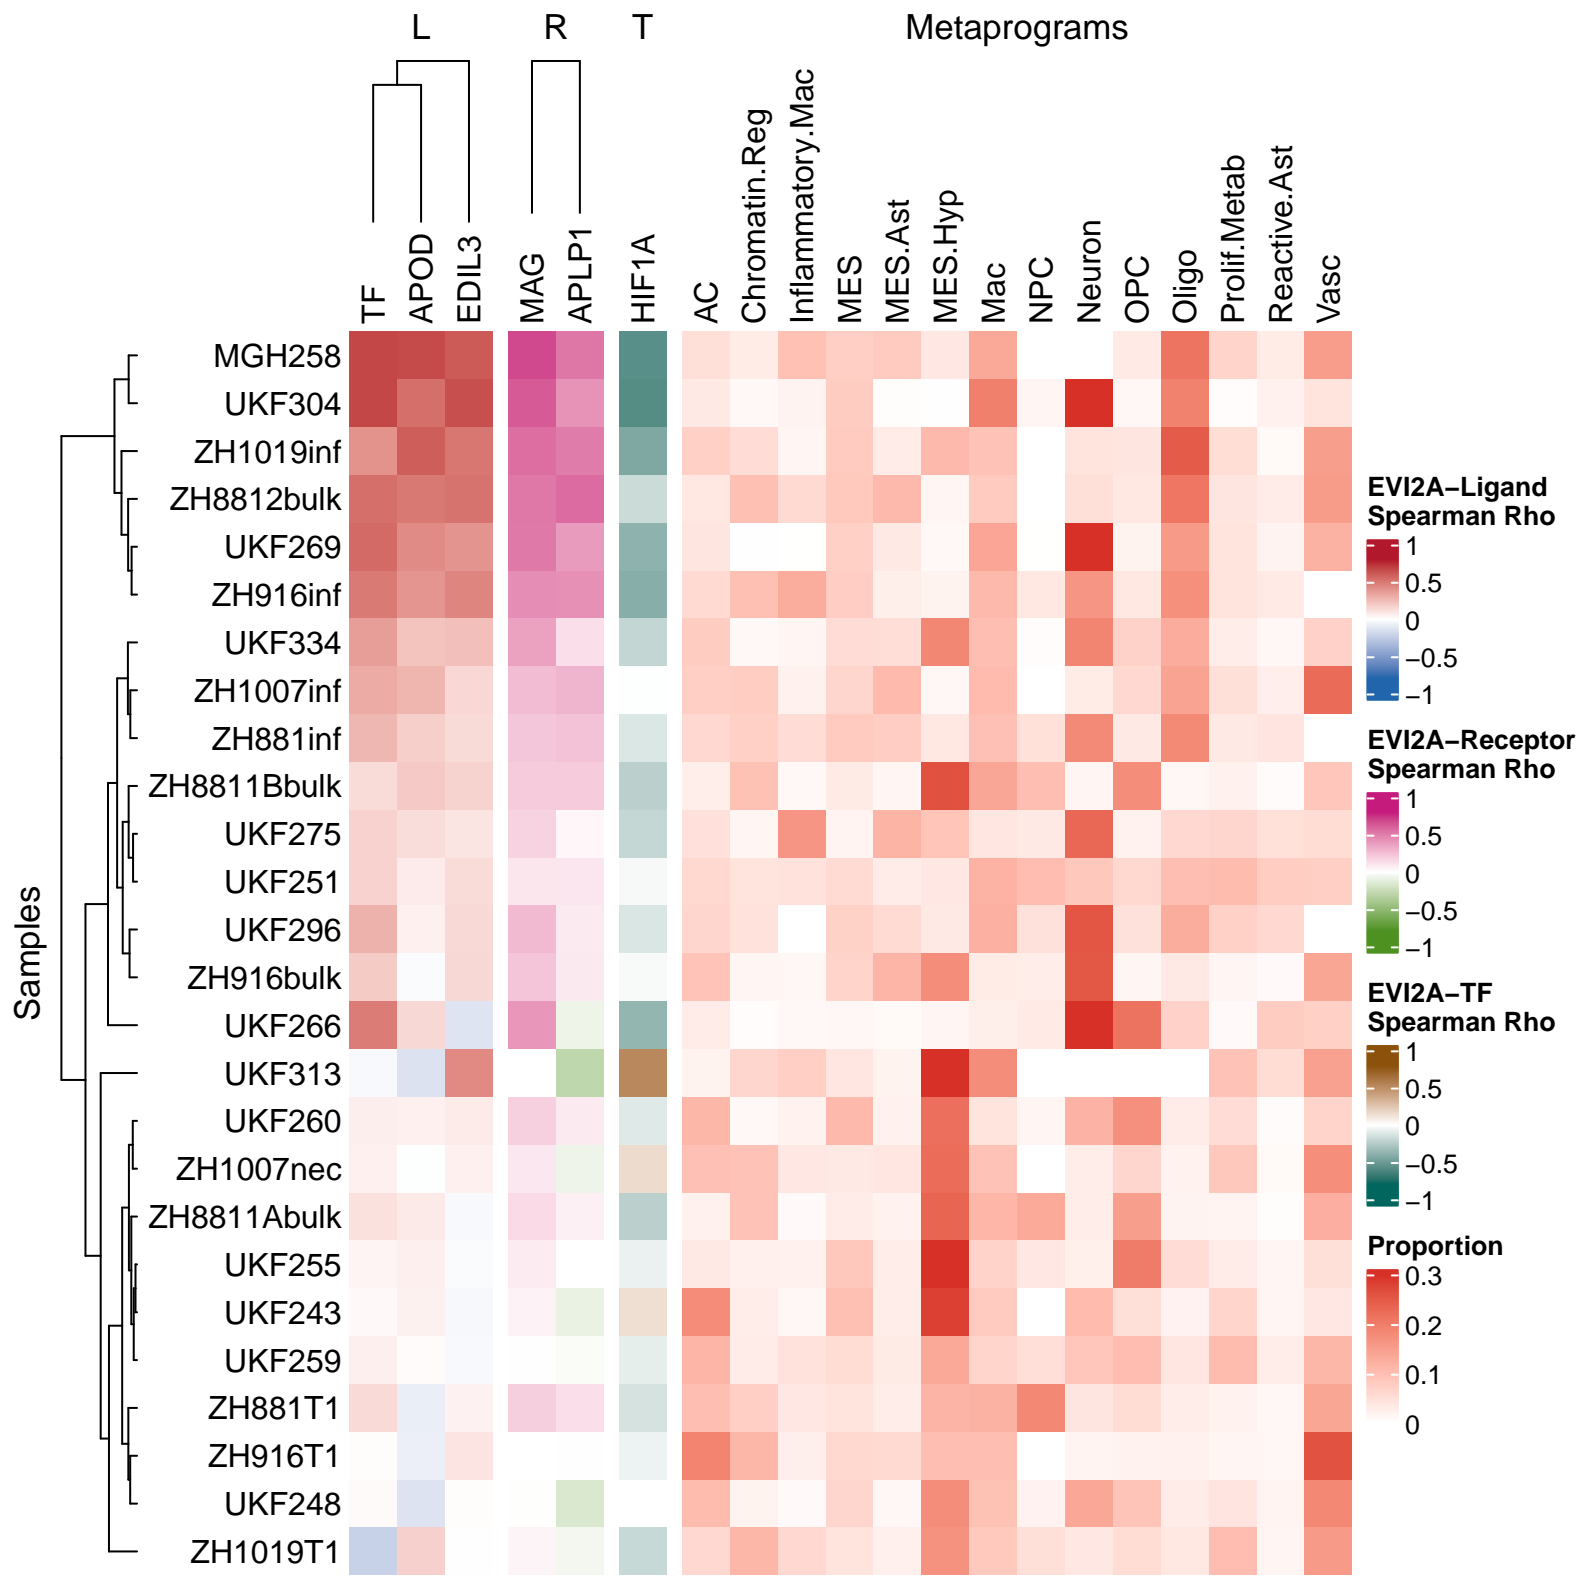 L R T Metaprograms
TF APOD EDIL3 MAG APLP1 HIF1A AC Chromatin.Reg Inflammatory.Mac MES MES.Ast MES.Hyp Mac NPC Neuron OPC Oligo Prolif.Metab Reactive.Ast Vasc
Samples
MGH258
UKF304
ZH1019inf
ZH8812bulk
UKF269
ZH916inf
UKF334
ZH1007inf
ZH881inf
ZH8811Bbulk
UKF275
UKF251
UKF296
ZH916bulk
UKF266
UKF313
UKF260
ZH1007nec
ZH8811Abulk
UKF255
UKF243
UKF259
ZH881T1
ZH916T1
UKF248
ZH1019T1
EVI2A−Ligand
Spearman Rho
1
0.5
0
−0.5
−1
EVI2A−Receptor
Spearman Rho
1
0.5
0
−0.5
−1
EVI2A−TF
Spearman Rho
1
0.5
0
−0.5
−1
Proportion
0.3
0.2
0.1
0